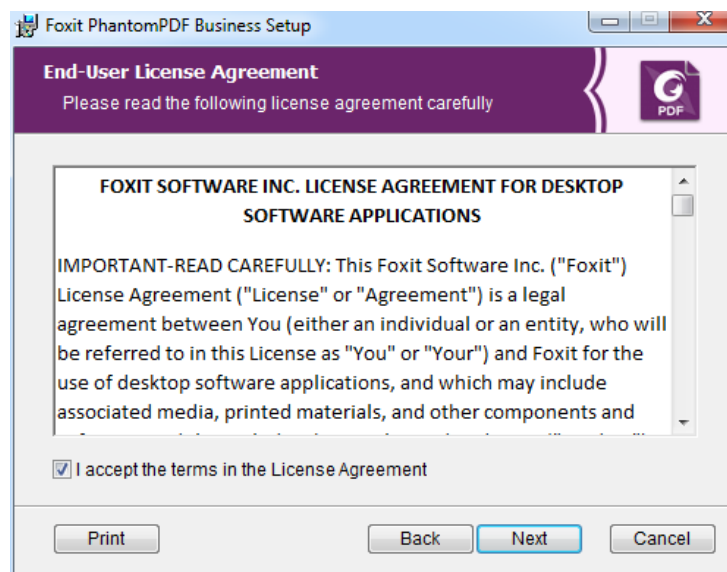 Foxit PhantomPDF Business Setup
End-User License Agreement
Please read the following license agreement carefully
PDF
FOXIT SOFTWARE INC. LICENSE AGREEMENT FOR DESKTOP
SOFTWARE APPLICATIONS
IMPORTANT-READ CAREFULLY: This Foxit Software Inc. ("Foxit")
License Agreement ("License" or "Agreement") is a legal
agreement between You (either an individual or an entity, who will
be referred to in this License as "You" or "Your") and Foxit for the
use of desktop software applications, and which may include
associated media, printed materials, and other components and
I accept the terms in the License Agreement
Print
Back
Next
Cancel